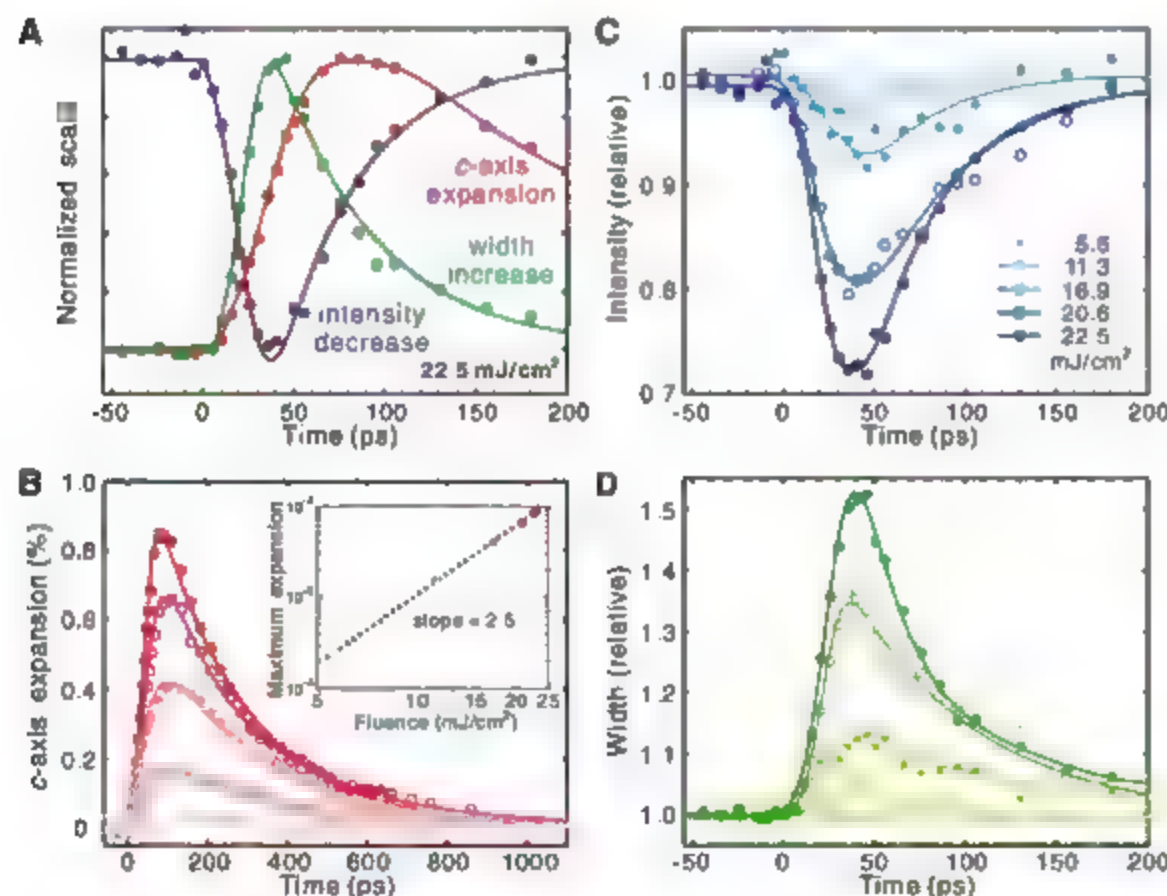 A
Normalized
c-axis
expansion
width
increase
intensity
decrease
22 5 mJ/cm²
-50 0 50 100 150 200
Time (ps)
C
Intensity (relative)
1.0
0.9
0.8
0 7
5.6
11 3
16.9
20.6
22 5
mJ/cm²
-50 0 50 100 150 200
Time (ps)
B
c-axis expansion (%)
1.0
0.8
0.6
0.4
0.2
0
Maximum expansion
slope = 2 5
5 10 15 20 25
Fluence (mJ/cm²)
0 200 400 600 800 1000
Time (ps)
D
Width (relative)
1.5
1.4
1.3
1.2
1.1
1.0
-50 0 50 100 150 200
Time (ps)